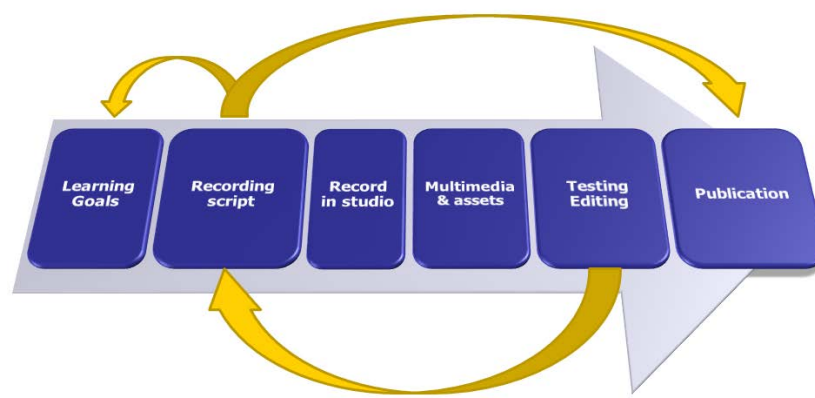 Learning
Goals
Recording
script
Record
in studio
Multimedia
& assets
Testing
Editing
Publication